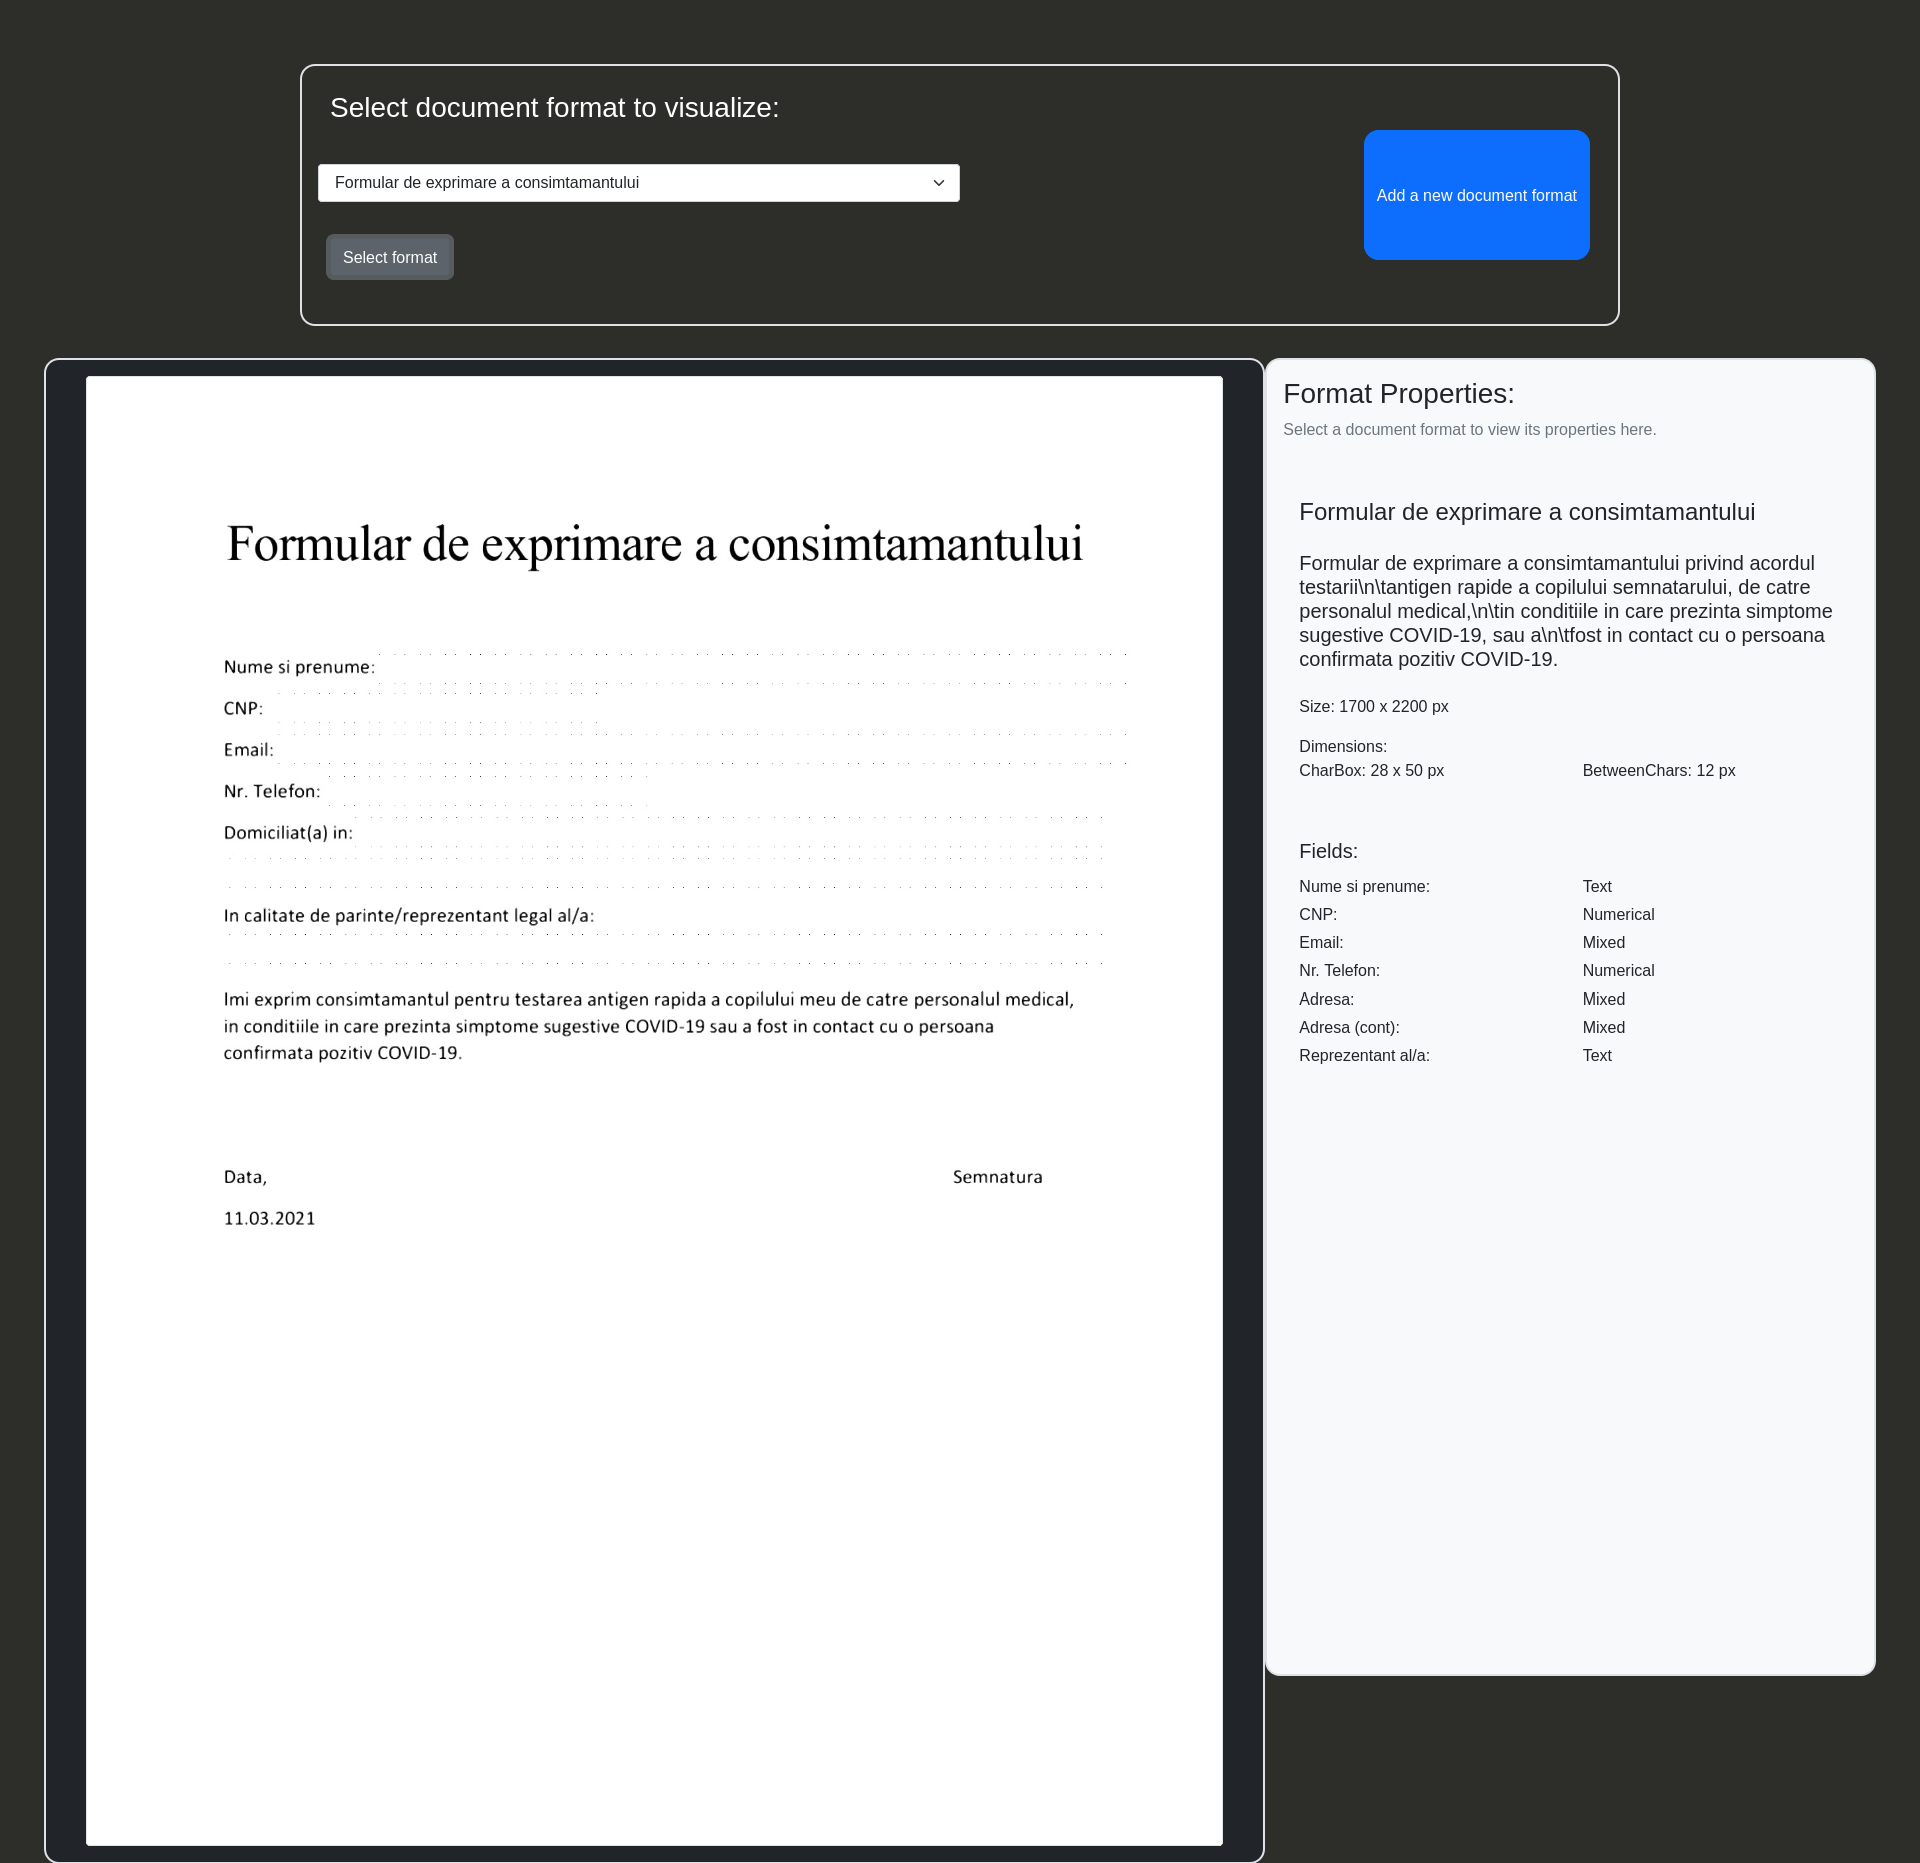 Select document format to visualize:
Formular de exprimare a consimtamantului
Add a new document format
Select format
Formular de exprimare a consimtamantului
Nume si prenume:
CNP:
Email:
Nr. Telefon:
Domiciliat(a) in:
In calitate de parinte/reprezentant legal al/a:
Imi exprim consimtamantul pentru testarea antigen rapida a copilului meu de catre personalul medical,
in conditiile in care prezinta simptome sugestive COVID-19 sau a fost in contact cu o persoana
confirmata pozitiv COVID-19.
Data,
Semnatura
11.03.2021
Format Properties:
Select a document format to view its properties here.
Formular de exprimare a consimtamantului
Formular de exprimare a consimtamantului privind acordul
testarii\n\tantigen rapide a copilului semnatarului, de catre
personalul medical,\n\tin conditiile in care prezinta simptome
sugestive COVID-19, sau a\n\tfost in contact cu o persoana
confirmata pozitiv COVID-19.
Size: 1700 x 2200 px
Dimensions:
CharBox: 28 x 50 px BetweenChars: 12 px
Fields:
Nume si prenume: Text
CNP: Numerical
Email: Mixed
Nr. Telefon: Numerical
Adresa: Mixed
Adresa (cont): Mixed
Reprezentant al/a: Text